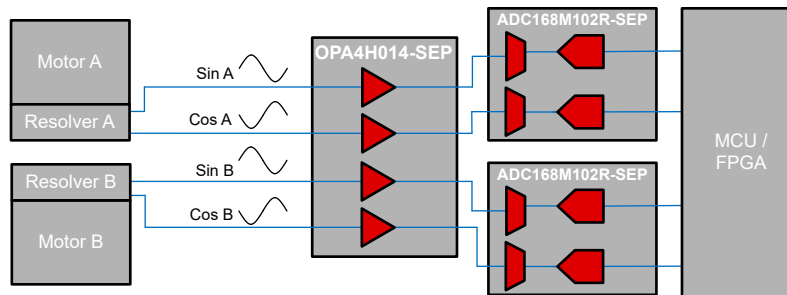 Motor A
Resolver A
Resolver B
Motor B
Sin A
Cos A
Sin B
Cos B
OPA4H014-SEP
ADC168M102R-SEP
ADC168M102R-SEP
MCU /
FPGA